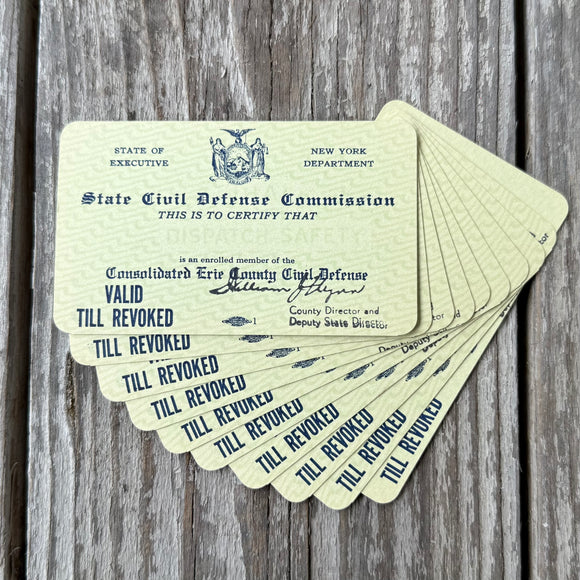 STATE OF
EXECUTIVE
NEW YORK
DEPARTMENT
State Civil Defense Commission
THIS IS TO CERTIFY THAT
is an enrolled member of the
Consolidated Erie County Civil Defense
VALID
TILL REVOKED
1
County Director and
Deputy State Director
TILL REVOKED
TILL REVOKED
TILL REVOKED
TILL REVOKED
TILL REVOKED
TILL REVOKED
TILL REVOKED
TILL REVOKED